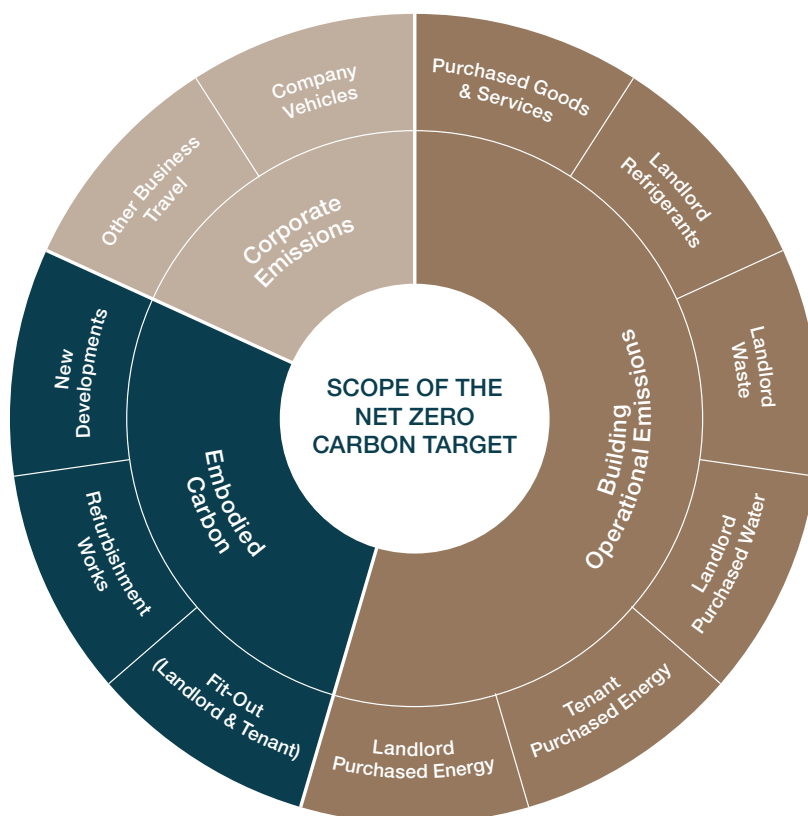 SCOPE OF THE
NET ZERO
CARBON TARGET
Building
Operational Emissions
Purchased Goods
& Services
Landlord
Refrigerants
Landlord
Waste
Landlord
Purchased Water
Tenant
Purchased Energy
Landlord
Purchased Energy
Embodied
Carbon
Fit-Out
(Landlord & Tenant)
Refurbishment
Works
New
Developments
Corporate
Emissions
Other Business
Travel
Company
Vehicles